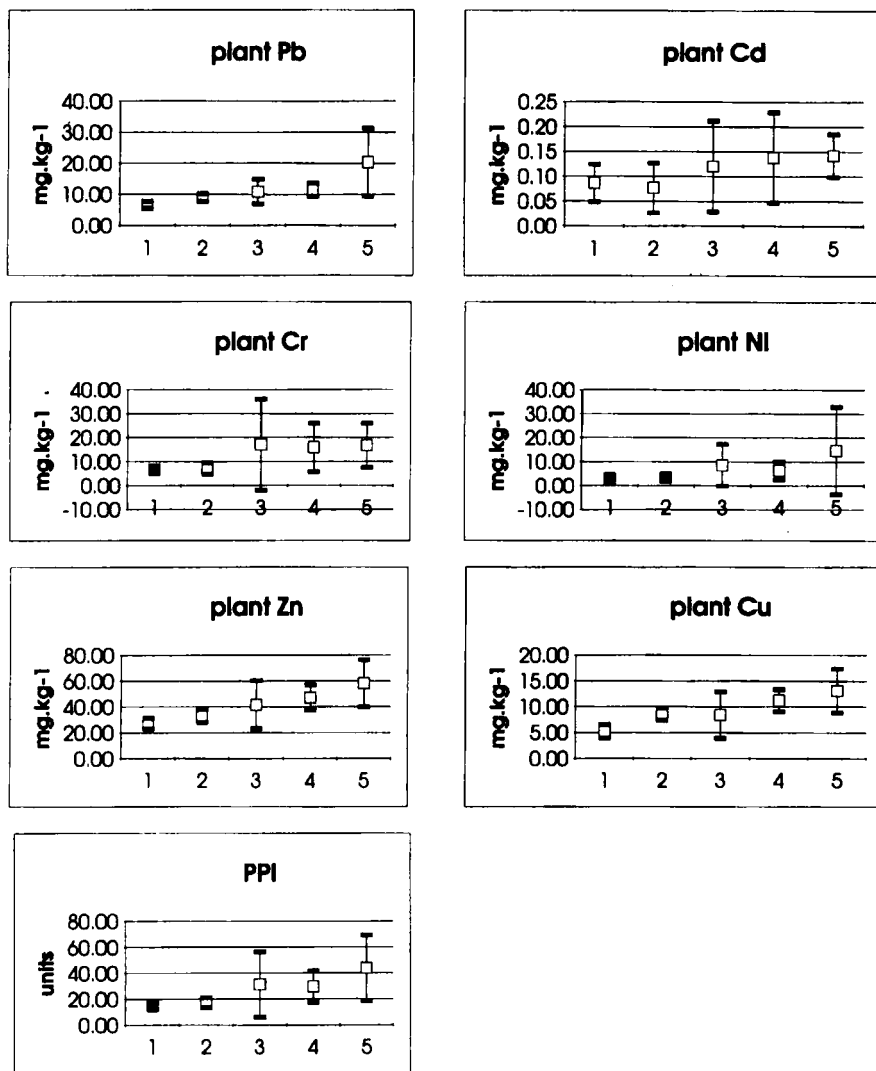 plant Pb
mg.kg-1
40.00
30.00
20.00
10.00
0.00
1 2 3 4 5
plant Cd
mg.kg-1
0.25
0.20
0.15
0.10
0.05
0.00
1 2 3 4 5
plant Cr
mg.kg-1
40.00
30.00
20.00
10.00
0.00
-10.00
1 2 3 4 5
plant NI
mg.kg-1
40.00
30.00
20.00
10.00
0.00
-10.00
1 2 3 4 5
plant Zn
mg.kg-1
80.00
60.00
40.00
20.00
0.00
1 2 3 4 5
plant Cu
mg.kg-1
20.00
15.00
10.00
5.00
0.00
1 2 3 4 5
PPI
units
80.00
60.00
40.00
20.00
0.00
1 2 3 4 5